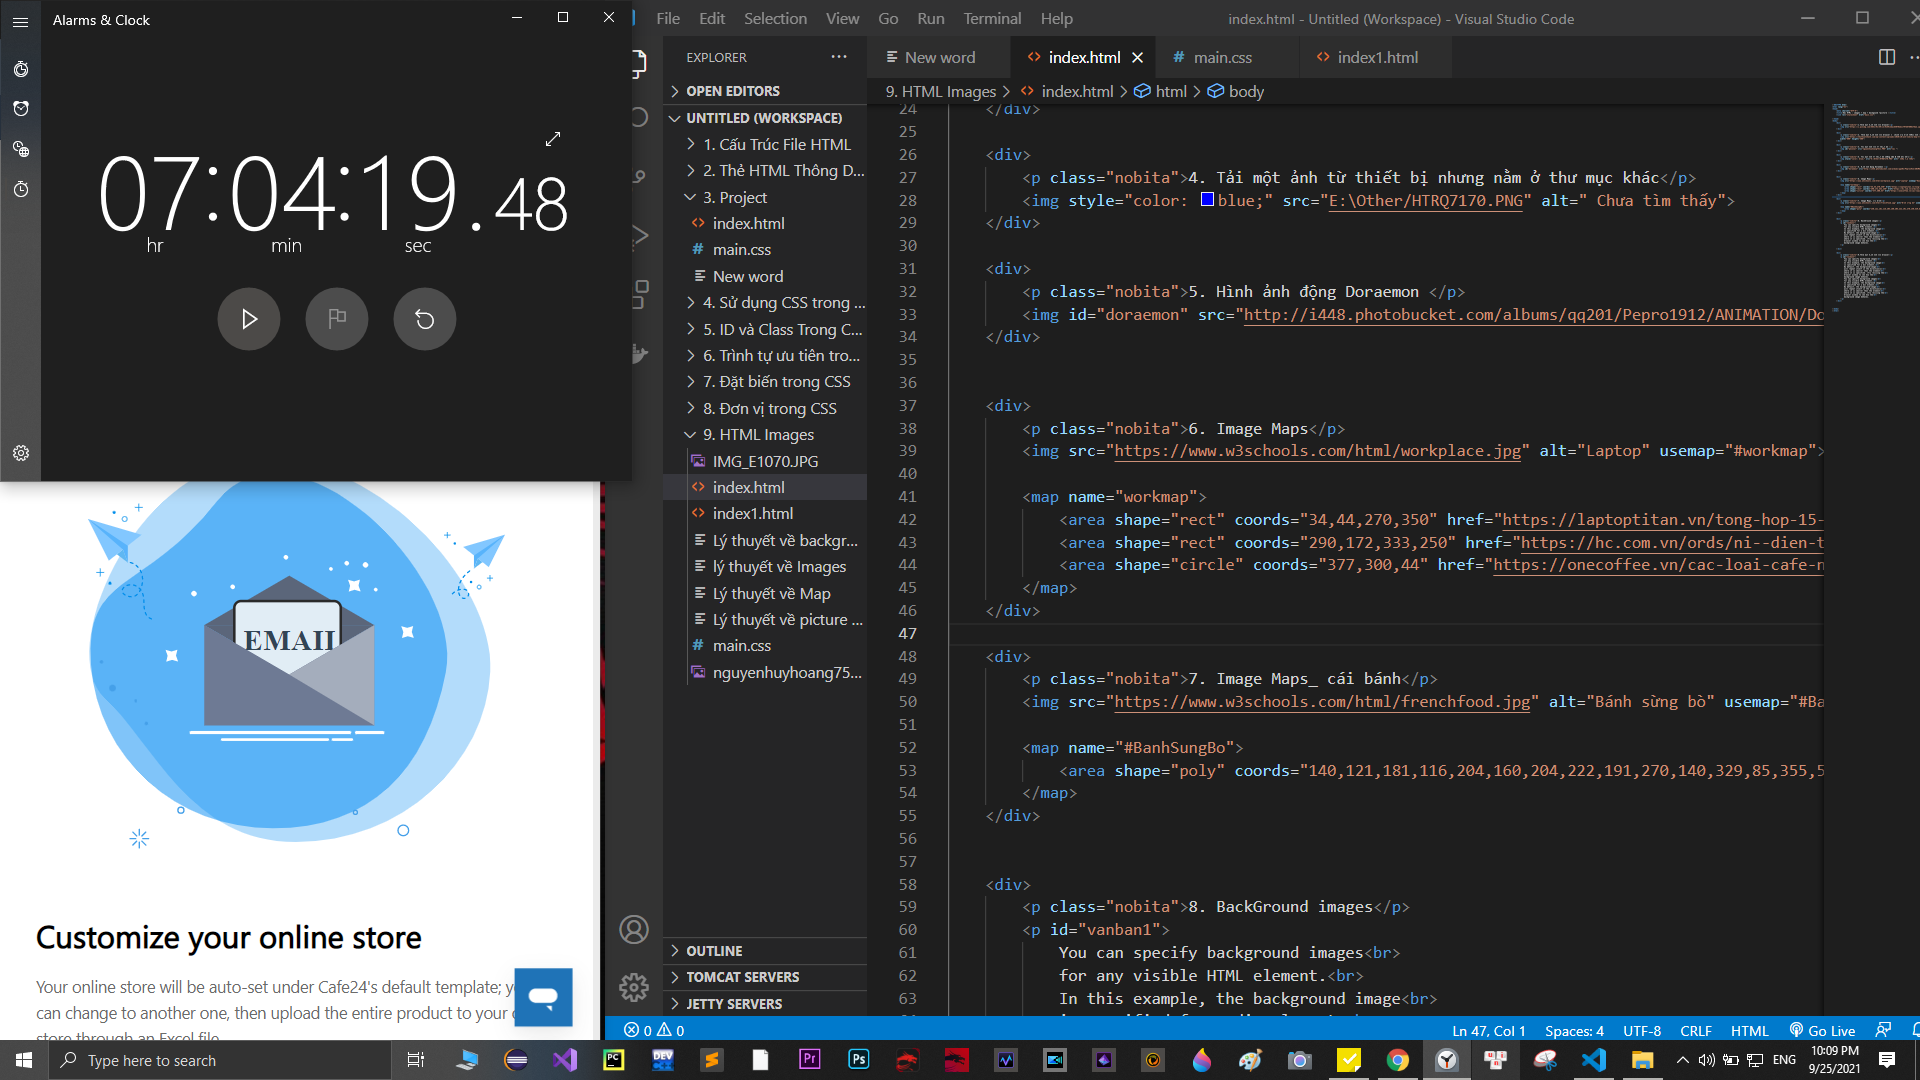 Alarms & Clock
07:04:19.48
hr min sec
EMAIL
Customize your online store
Your online store will be auto-set under Cafe24's default template; y
can change to another one, then upload the entire product to your
store through an Excel file
File Edit Selection View Go Run Terminal Help
index.html - Untitled (Workspace) - Visual Studio Code
EXPLORER
OPEN EDITORS
UNTITLED (WORKSPACE)
1. Cấu Trúc File HTML
2. Thẻ HTML Thông D...
3. Project
index.html
main.css
New word
4. Sử dụng CSS trong ...
5. ID và Class Trong C...
6. Trình tự ưu tiên tro...
7. Đặt biến trong CSS
8. Đơn vị trong CSS
9. HTML Images
IMG_E1070.JPG
index.html
index1.html
Lý thuyết về backgr...
lý thuyết về Images
Lý thuyết về Map
Lý thuyết về picture ...
main.css
nguyenhuyhoang75...
OUTLINE
TOMCAT SERVERS
JETTY SERVERS
New word index.html main.css index1.html
9. HTML Images > index.html > html > body
24 </div>
25
26 <div>
27 <p class="nobita">4. Tải một ảnh từ thiết bị nhưng nằm ở thư mục khác</p>
28 <img style="color: blue;" src="E:\Other/HTRQ7170.PNG" alt=" Chưa tìm thấy">
29 </div>
30
31 <div>
32 <p class="nobita">5. Hình ảnh động Doraemon </p>
33 <img id="doraemon" src="http://i448.photobucket.com/albums/qq201/Pepro1912/ANIMATION/Do
34 </div>
35
36
37 <div>
38 <p class="nobita">6. Image Maps</p>
39 <img src="https://www.w3schools.com/html/workplace.jpg" alt="Laptop" usemap="#workmap">
40
41 <map name="workmap">
42 <area shape="rect" coords="34,44,270,350" href="https://laptoptitan.vn/tong-hop-15-
43 <area shape="rect" coords="290,172,333,250" href="https://hc.com.vn/ords/ni--dien-t
44 <area shape="circle" coords="377,300,44" href="https://onecoffee.vn/cac-loai-cafe-n
45 </map>
46 </div>
47
48 <div>
49 <p class="nobita">7. Image Maps_ cái bánh</p>
50 <img src="https://www.w3schools.com/html/frenchfood.jpg" alt="Bánh sừng bò" usemap="#Ba
51
52 <map name="#BanhSungBo">
53 <area shape="poly" coords="140,121,181,116,204,160,204,222,191,270,140,329,85,355,5
54 </map>
55 </div>
56
57
58 <div>
59 <p class="nobita">8. BackGround images</p>
60 <p id="vanban1">
61 You can specify background images<br>
62 for any visible HTML element.<br>
63 In this example, the background image<br>
0 0
Ln 47, Col 1 Spaces: 4 UTF-8 CRLF HTML Go Live
Type here to search
ENG
10:09 PM
9/25/2021